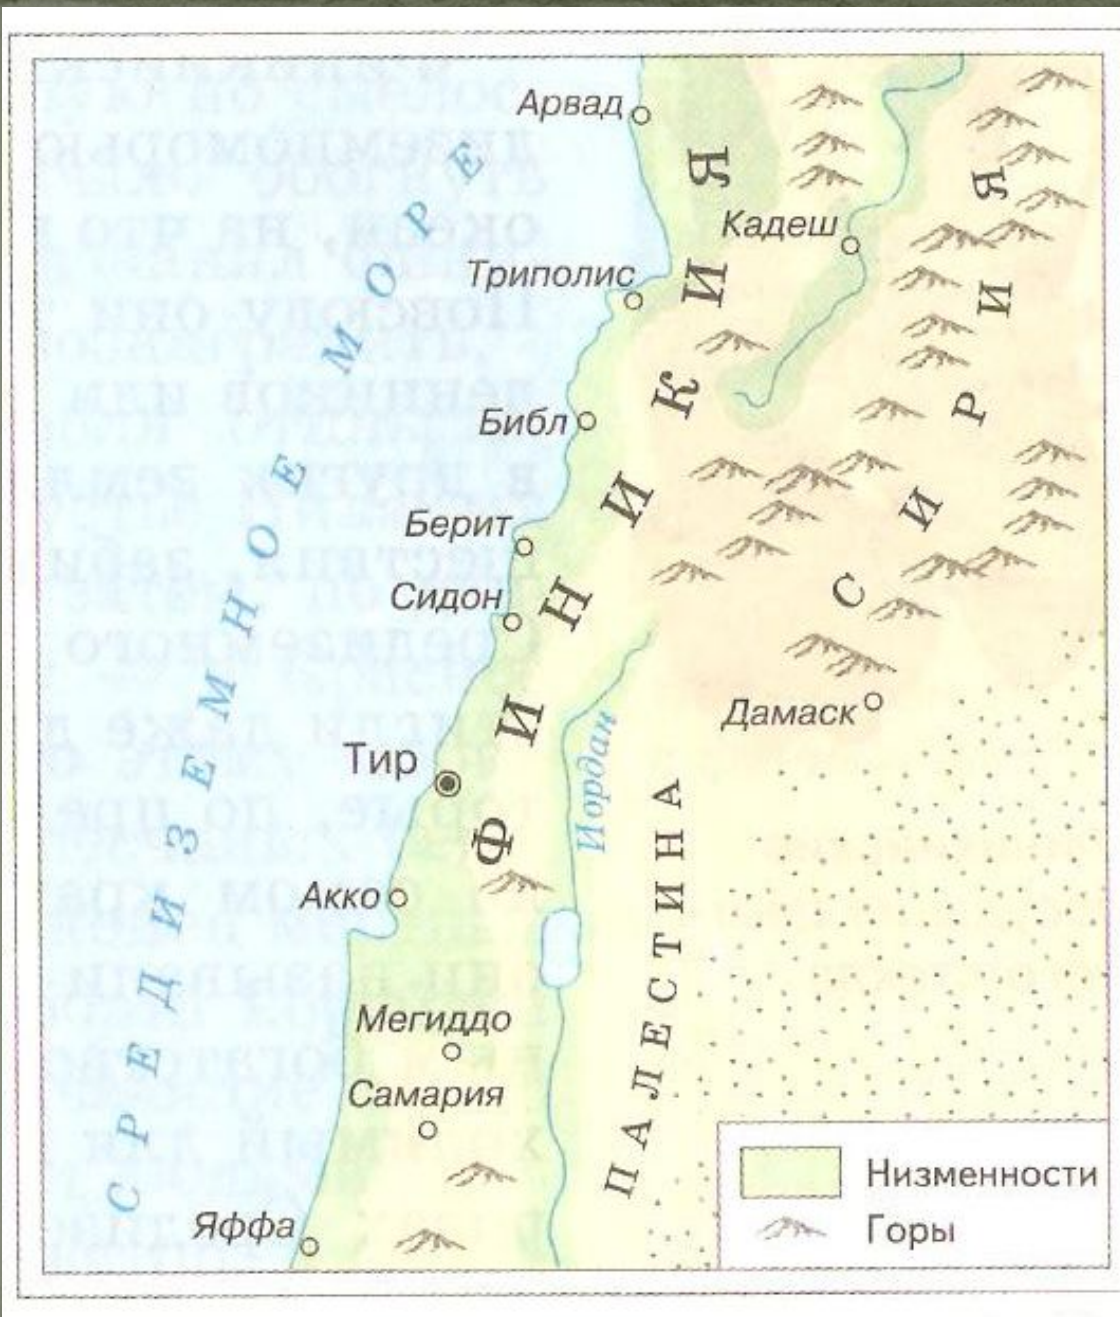 Арвад
СРЕДИЗЕМНОЕ МОРЕ
Кадеш
Триполис
ФИНИКИЯ
СИРИЯ
Библ
Берит
Сидон
Дамаск
Иордан
Тир
ПАЛЕСТИНА
Акко
Мегиддо
Самария
Яффа
Низменности
Горы